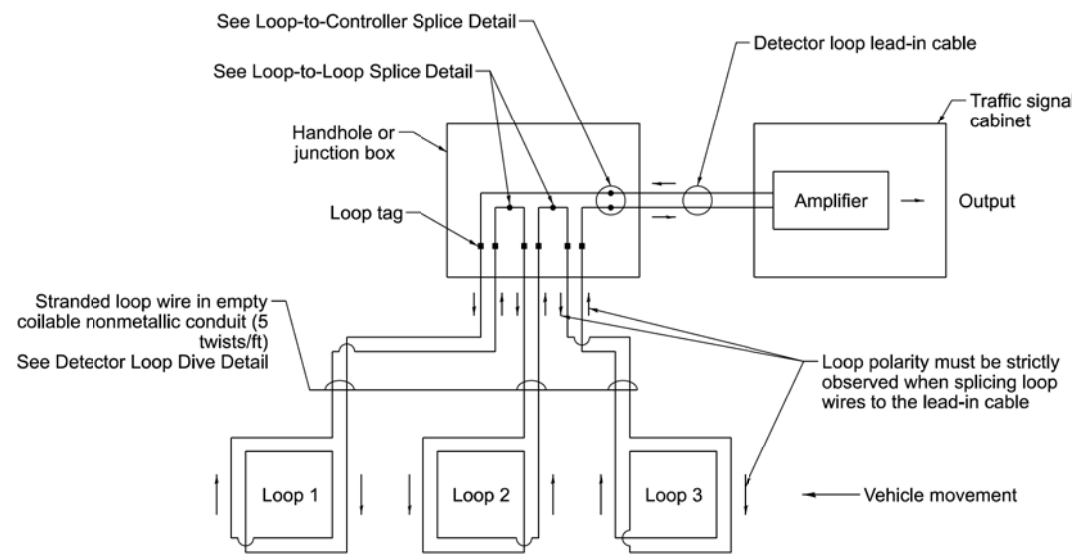 See Loop-to-Controller Splice Detail
Detector loop lead-in cable
See Loop-to-Loop Splice Detail
Traffic signal
cabinet
Handhole or
junction box
Loop tag
Amplifier
Output
Stranded loop wire in empty
coilable nonmetallic conduit (5
twists/ft)
See Detector Loop Dive Detail
Loop polarity must be strictly
observed when splicing loop
wires to the lead-in cable
Loop 1
Loop 2
Loop 3
Vehicle movement